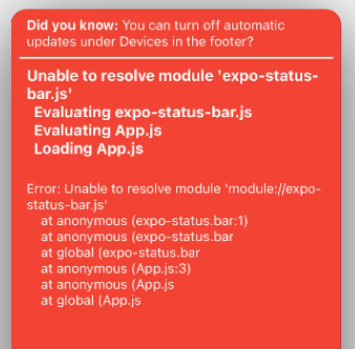 Did you know: You can turn off automatic
updates under Devices in the footer?
Unable to resolve module 'expo-status-
bar.js'
Evaluating expo-status-bar.js
Evaluating App.js
Loading App.js
Error: Unable to resolve module 'module://expo-
status-bar.js'
at anonymous (expo-status.bar:1)
at anonymous (expo-status.bar
at global (expo-status.bar
at anonymous (App.js:3)
at anonymous (App.js
at global (App.js